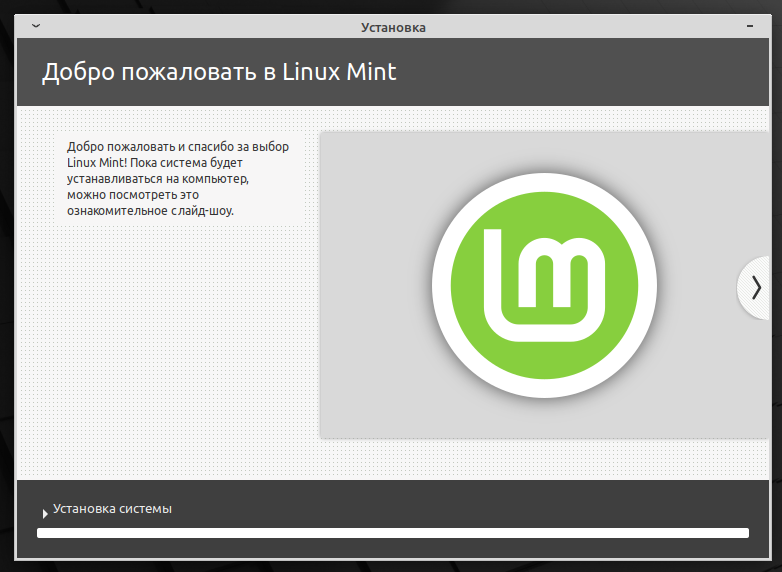 Установка
Добро пожаловать в Linux Mint
Добро пожаловать и спасибо за выбор
Linux Mint! Пока система будет
устанавливаться на компьютер,
можно посмотреть это
ознакомительное слайд-шоу.
lm
Установка системы